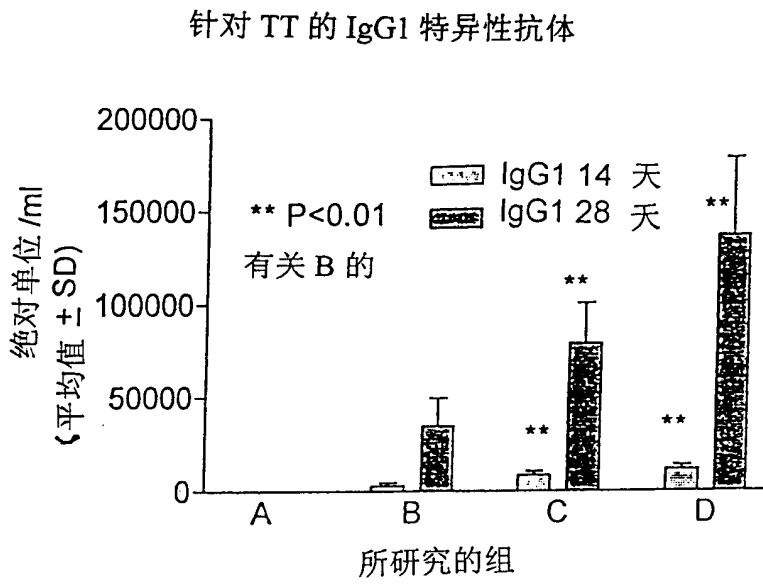 针对 TT 的 IgG1 特异性抗体
绝对单位/ml
(平均值 ± SD)
200000
150000
100000
50000
0
IgG1 14 天
IgG1 28 天
** P<0.01
有关 B 的
**
**
**
**
A B C D
所研究的组